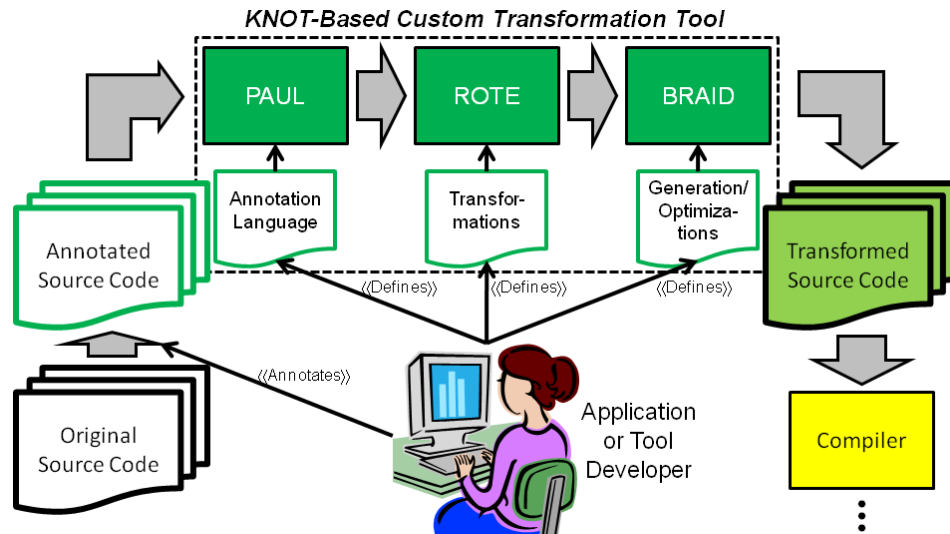 KNOT-Based Custom Transformation Tool
PAUL
ROTE
BRAID
Annotation
Language
Transfor-
mations
Generation/
Optimiza-
tions
Annotated
Source Code
Transformed
Source Code
⟨⟨Defines⟩⟩
⟨⟨Defines⟩⟩
⟨⟨Defines⟩⟩
⟨⟨Annotates⟩⟩
Original
Source Code
Application
or Tool
Developer
Compiler